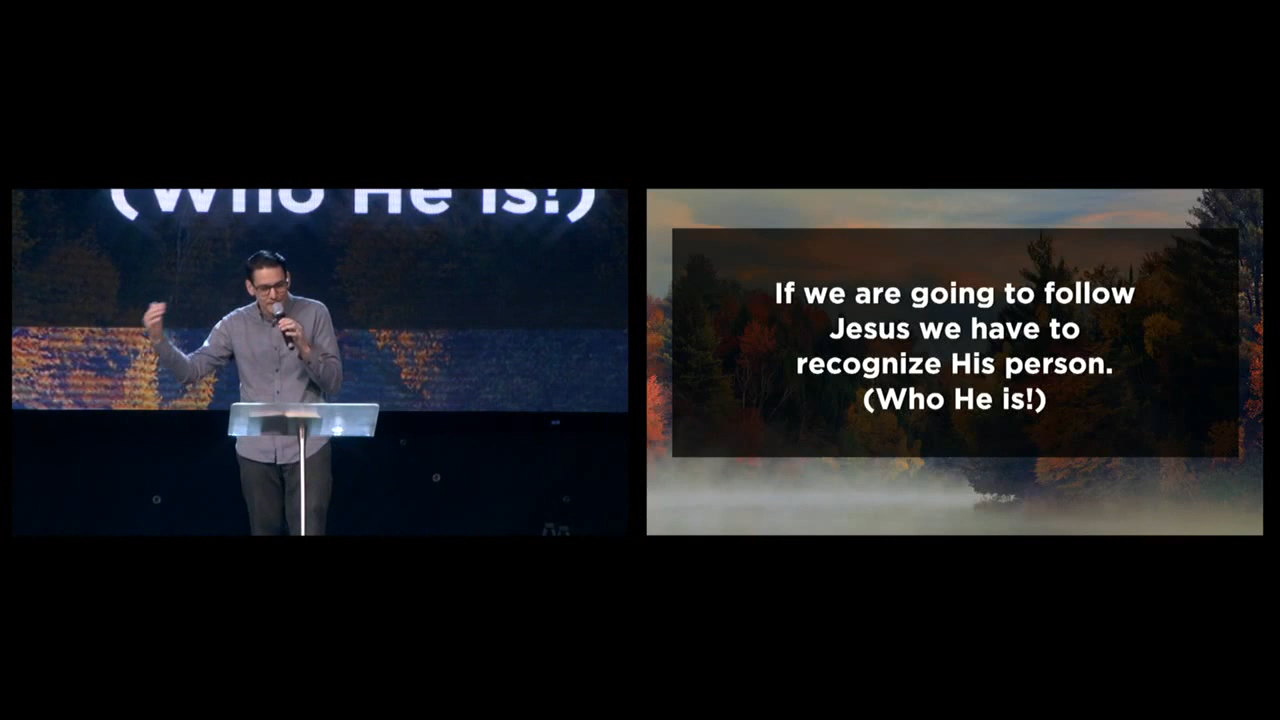 (Who He is!)
If we are going to follow
Jesus we have to
recognize His person.
(Who He is!)